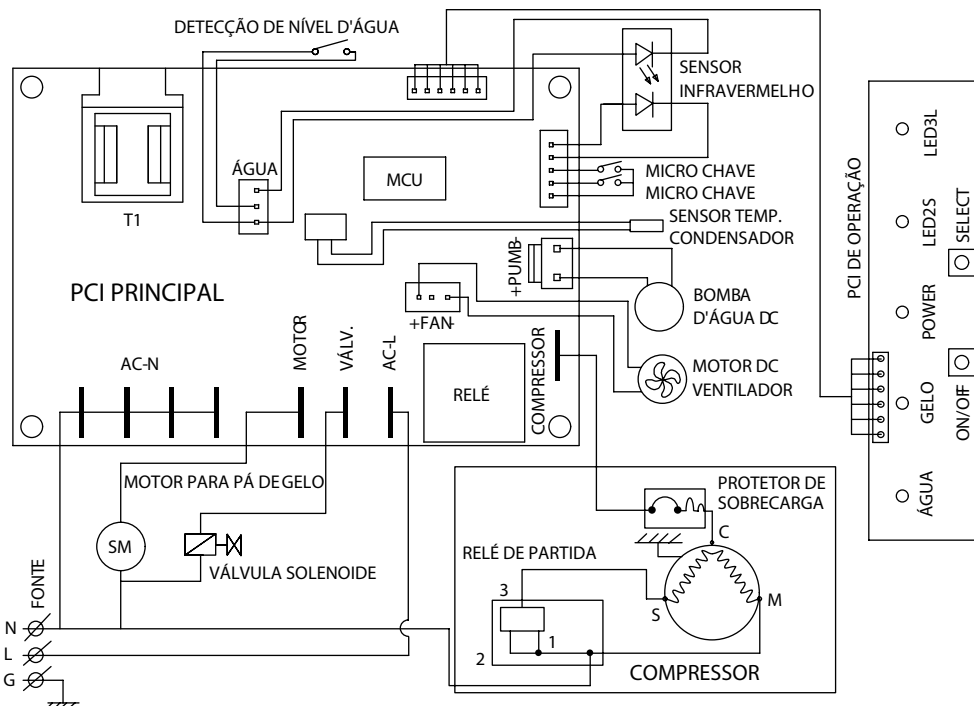 DETECÇÃO DE NÍVEL D'ÁGUA
SENSOR
INFRAVERMELHO
ÁGUA
MCU
T1
MICRO CHAVE
MICRO CHAVE
SENSOR TEMP.
CONDENSADOR
PCI PRINCIPAL
+PUMB-
BOMBA
D'ÁGUA DC
+FAN-
MOTOR DC
VENTILADOR
AC-N
MOTOR
VÁLV.
AC-L
RELÉ
COMPRESSOR
MOTOR PARA PÁ DE GELO
SM
VÁLVULA SOLENOIDE
FONTE
N
L
G
PROTETOR DE
SOBRECARGA
C
RELÉ DE PARTIDA
3
S
M
1
2
COMPRESSOR
PCI DE OPERAÇÃO
LED3L
LED2S
SELECT
POWER
GELO
ON/OFF
ÁGUA